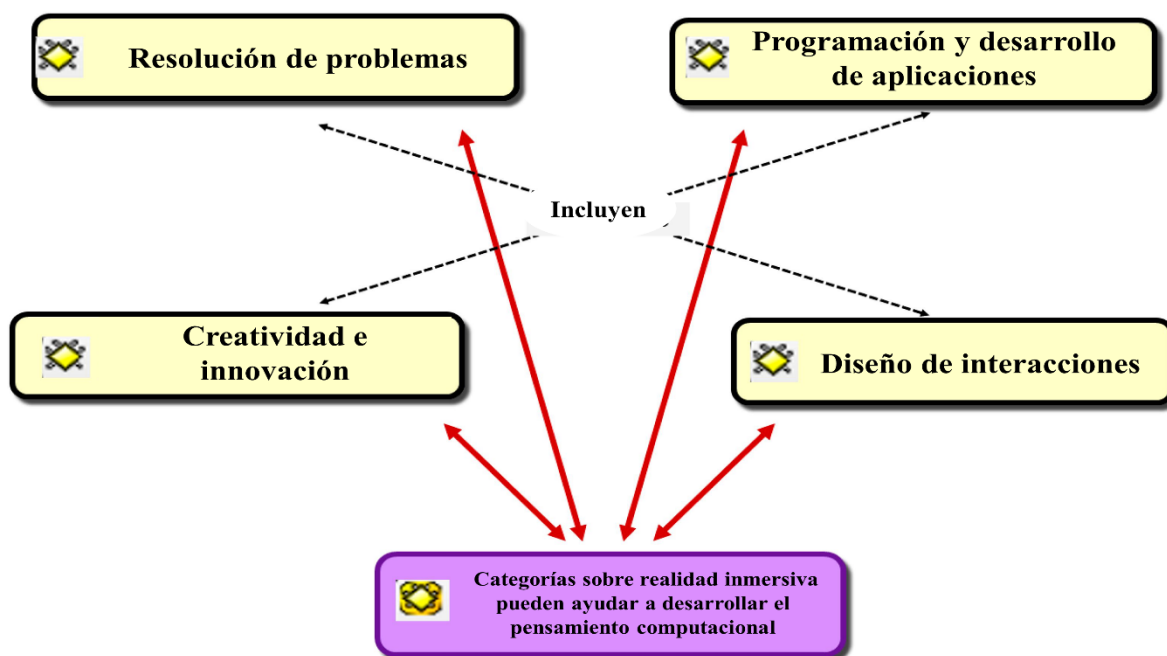 Resolución de problemas
Programación y desarrollo
de aplicaciones
Incluyen
Creatividad e
innovación
Diseño de interacciones
Categorías sobre realidad inmersiva
pueden ayudar a desarrollar el
pensamiento computacional